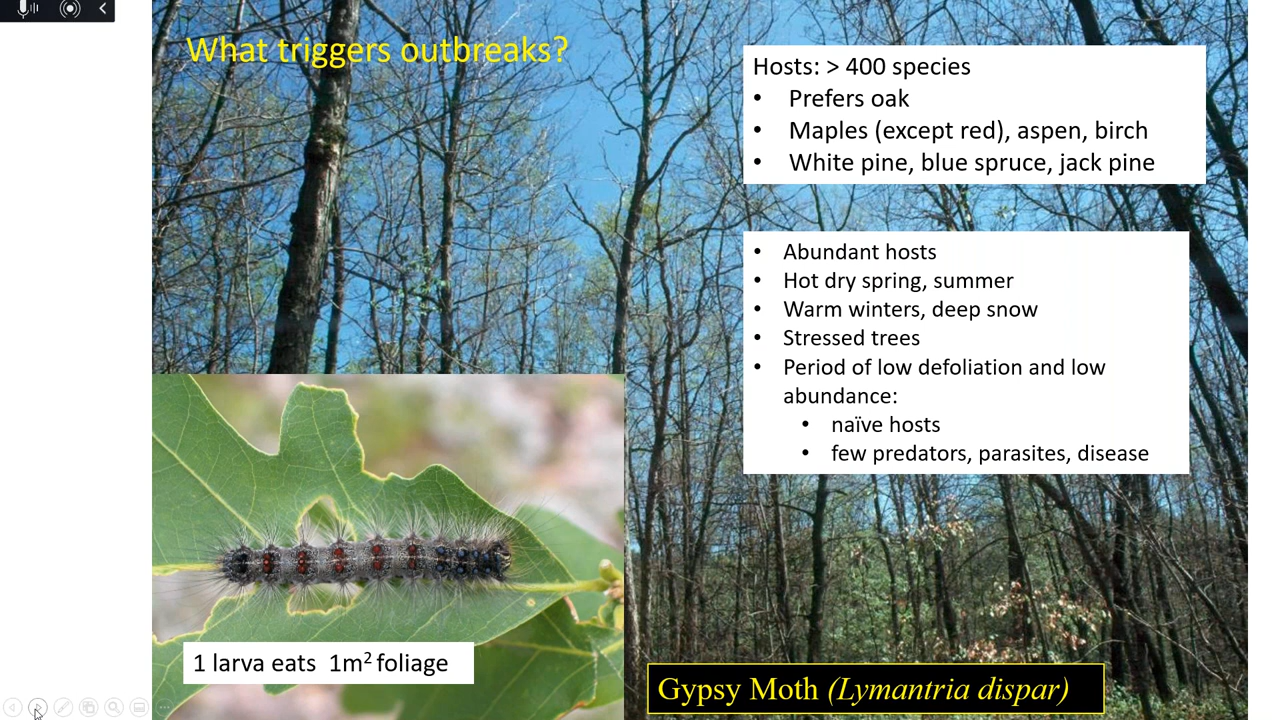 What triggers outbreaks?
Hosts: > 400 species
• Prefers oak
• Maples (except red), aspen, birch
• White pine, blue spruce, jack pine
• Abundant hosts
• Hot dry spring, summer
• Warm winters, deep snow
• Stressed trees
• Period of low defoliation and low
abundance:
• naïve hosts
• few predators, parasites, disease
1 larva eats 1m² foliage
Gypsy Moth (Lymantria dispar)